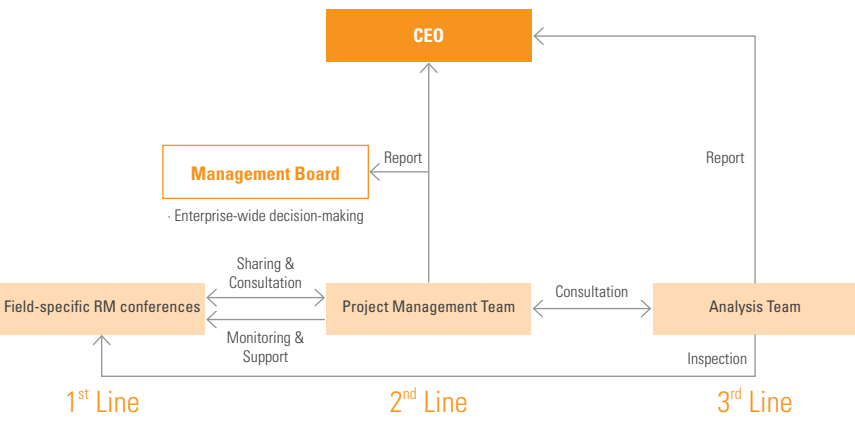 CEO
Report
Report
Management Board
· Enterprise-wide decision-making
Sharing &
Consultation
Consultation
Field-specific RM conferences
Project Management Team
Analysis Team
Monitoring &
Support
Inspection
1st Line
2nd Line
3rd Line